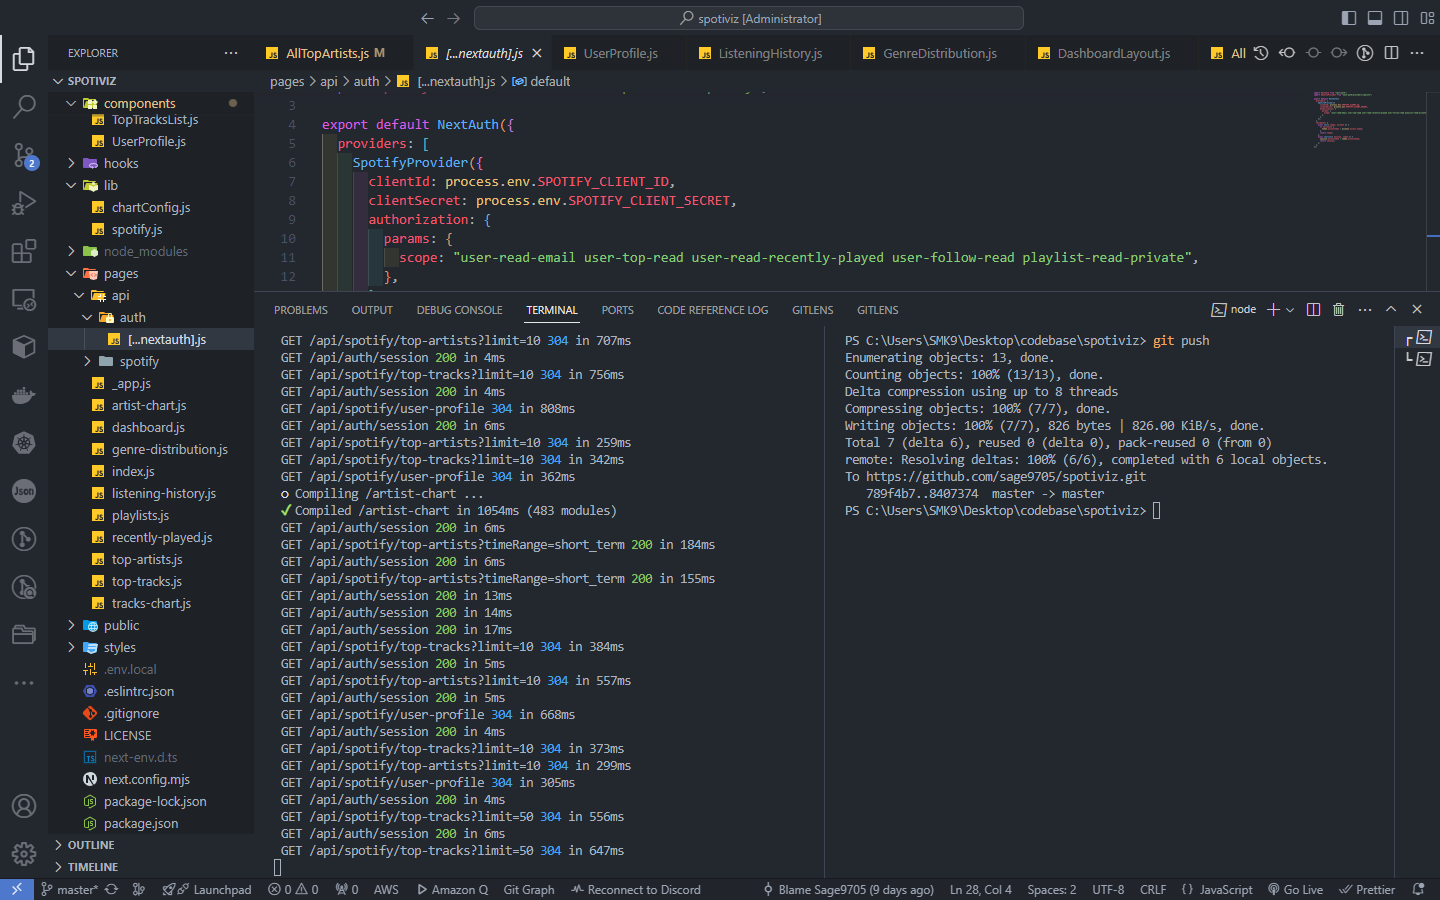 spotiviz [Administrator]
EXPLORER
AllTopArtists.js M
[...nextauth].js
UserProfile.js
ListeningHistory.js
GenreDistribution.js
DashboardLayout.js
All
pages > api > auth > [...nextauth].js > default
SPOTIVIZ
components
TopTracksList.js
UserProfile.js
hooks
lib
chartConfig.js
spotify.js
node_modules
pages
api
auth
[...nextauth].js
spotify
_app.js
artist-chart.js
dashboard.js
genre-distribution.js
index.js
listening-history.js
playlists.js
recently-played.js
top-artists.js
top-tracks.js
tracks-chart.js
public
styles
.env.local
.eslintrc.json
.gitignore
LICENSE
next-env.d.ts
next.config.mjs
package-lock.json
package.json
OUTLINE
TIMELINE
2
Json
3
4 export default NextAuth({
5 providers: [
6 SpotifyProvider({
7 clientId: process.env.SPOTIFY_CLIENT_ID,
8 clientSecret: process.env.SPOTIFY_CLIENT_SECRET,
9 authorization: {
10 params: {
11 scope: "user-read-email user-top-read user-read-recently-played user-follow-read playlist-read-private",
12 },
PROBLEMS OUTPUT DEBUG CONSOLE TERMINAL PORTS CODE REFERENCE LOG GITLENS GITLENS
node
GET /api/spotify/top-artists?limit=10 304 in 707ms
GET /api/auth/session 200 in 4ms
GET /api/spotify/top-tracks?limit=10 304 in 756ms
GET /api/auth/session 200 in 4ms
GET /api/spotify/user-profile 304 in 808ms
GET /api/auth/session 200 in 6ms
GET /api/spotify/top-artists?limit=10 304 in 259ms
GET /api/spotify/top-tracks?limit=10 304 in 342ms
GET /api/spotify/user-profile 304 in 362ms
○ Compiling /artist-chart ...
✓ Compiled /artist-chart in 1054ms (483 modules)
GET /api/auth/session 200 in 6ms
GET /api/spotify/top-artists?timeRange=short_term 200 in 184ms
GET /api/auth/session 200 in 6ms
GET /api/spotify/top-artists?timeRange=short_term 200 in 155ms
GET /api/auth/session 200 in 13ms
GET /api/auth/session 200 in 14ms
GET /api/auth/session 200 in 17ms
GET /api/spotify/top-tracks?limit=10 304 in 384ms
GET /api/auth/session 200 in 5ms
GET /api/spotify/top-artists?limit=10 304 in 557ms
GET /api/auth/session 200 in 5ms
GET /api/spotify/user-profile 304 in 668ms
GET /api/auth/session 200 in 4ms
GET /api/spotify/top-tracks?limit=10 304 in 373ms
GET /api/spotify/top-artists?limit=10 304 in 299ms
GET /api/spotify/user-profile 304 in 305ms
GET /api/auth/session 200 in 4ms
GET /api/spotify/top-tracks?limit=50 304 in 556ms
GET /api/auth/session 200 in 6ms
GET /api/spotify/top-tracks?limit=50 304 in 647ms
PS C:\Users\SMK9\Desktop\codebase\spotiviz> git push
Enumerating objects: 13, done.
Counting objects: 100% (13/13), done.
Delta compression using up to 8 threads
Compressing objects: 100% (7/7), done.
Writing objects: 100% (7/7), 826 bytes | 826.00 KiB/s, done.
Total 7 (delta 6), reused 0 (delta 0), pack-reused 0 (from 0)
remote: Resolving deltas: 100% (6/6), completed with 6 local objects.
To https://github.com/sage9705/spotiviz.git
789f4b7..8407374 master -> master
PS C:\Users\SMK9\Desktop\codebase\spotiviz>
master* Launchpad 0 0 0 AWS Amazon Q Git Graph Reconnect to Discord Blame Sage9705 (9 days ago) Ln 28, Col 4 Spaces: 2 UTF-8 CRLF {} JavaScript Go Live Prettier